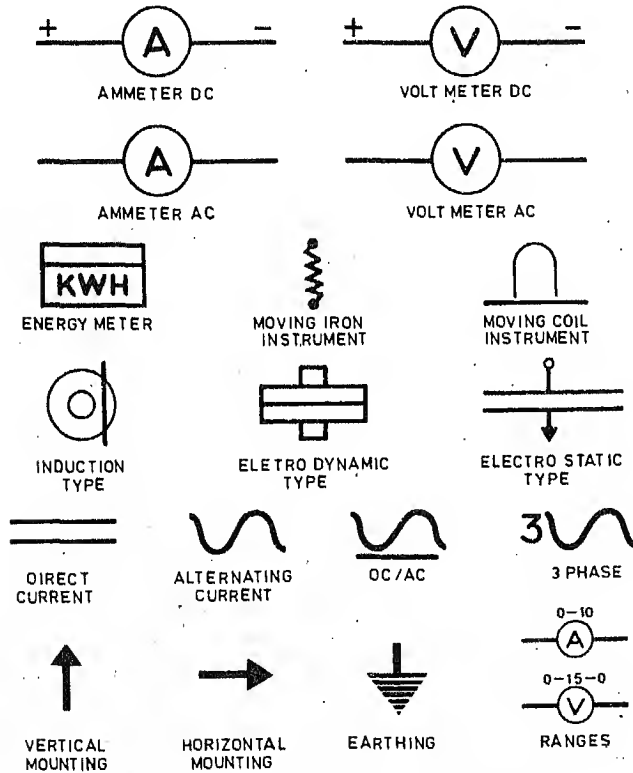 + A - + V -
AMMETER DC VOLT METER DC
A V
AMMETER AC VOLT METER AC
KWH
ENERGY METER MOVING IRON INSTRUMENT MOVING COIL INSTRUMENT
INDUCTION TYPE ELETRO DYNAMIC TYPE ELECTRO STATIC TYPE
3
DIRECT CURRENT ALTERNATING CURRENT OC/AC 3 PHASE
0-10
A
0-15-0
V
VERTICAL MOUNTING HORIZONTAL MOUNTING EARTHING RANGES